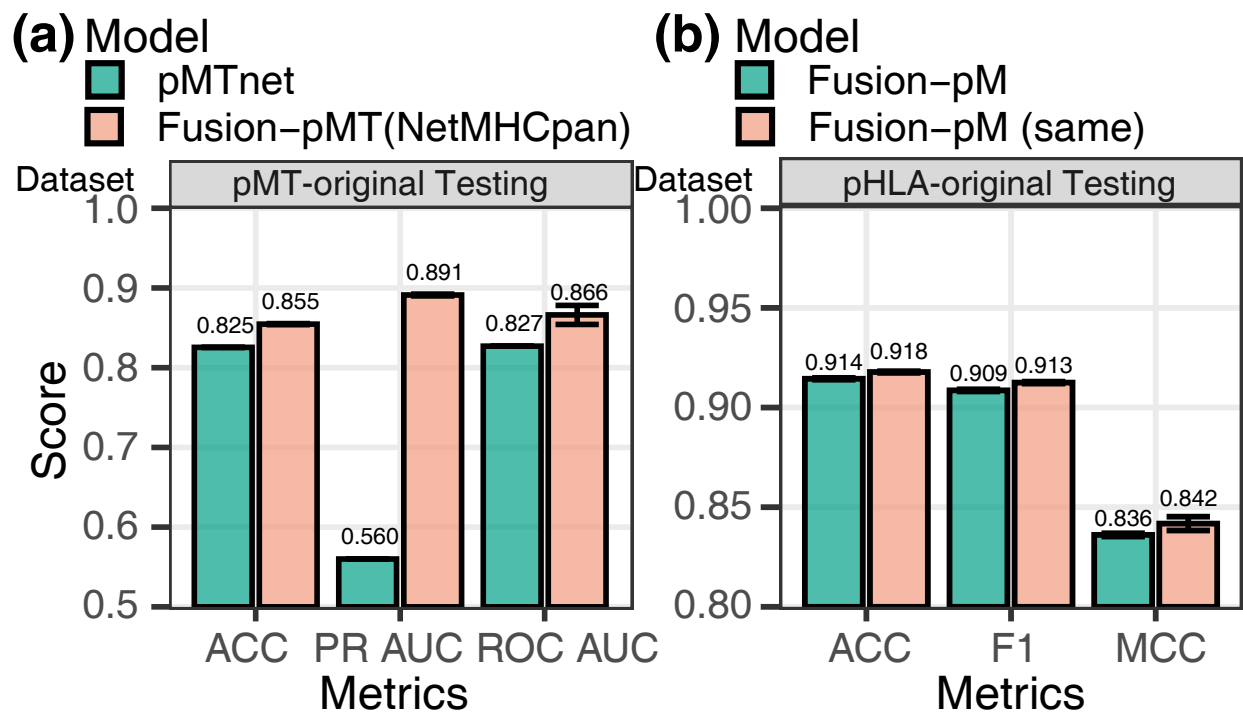 (a) Model
pMTnet
Fusion−pMT(NetMHCpan)
Dataset
pMT-original Testing
1.0
0.9
0.8
0.7
0.6
0.5
Score
0.825
0.855
0.560
0.891
0.827
0.866
ACC PR AUC ROC AUC
Metrics
(b) Model
Fusion−pM
Fusion−pM (same)
Dataset
pHLA-original Testing
1.00
0.95
0.90
0.85
0.80
0.914
0.918
0.909
0.913
0.836
0.842
ACC F1 MCC
Metrics